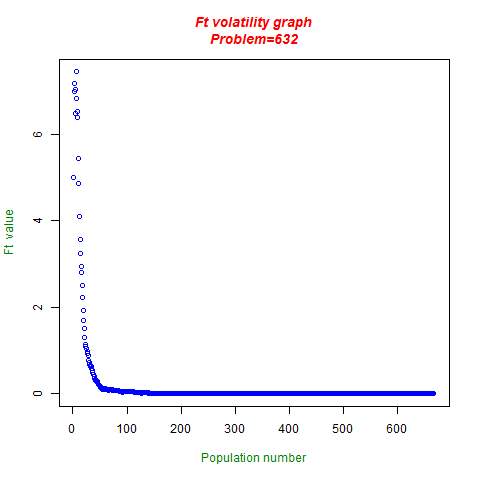 Ft volatility graph
Problem=632
6
4
2
0
Ft value
0 100 200 300 400 500 600
Population number